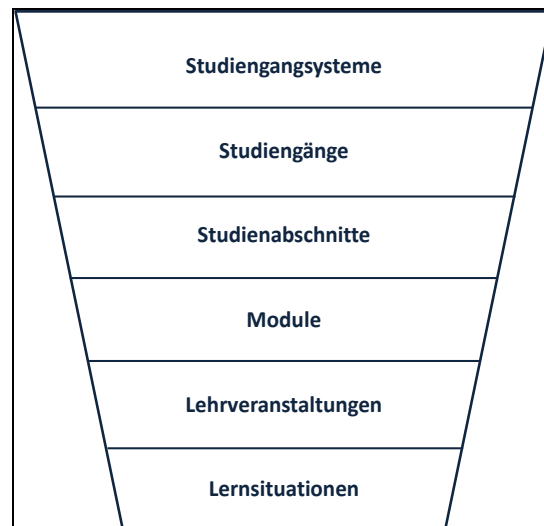 Studiengangsysteme
Studiengänge
Studienabschnitte
Module
Lehrveranstaltungen
Lernsituationen